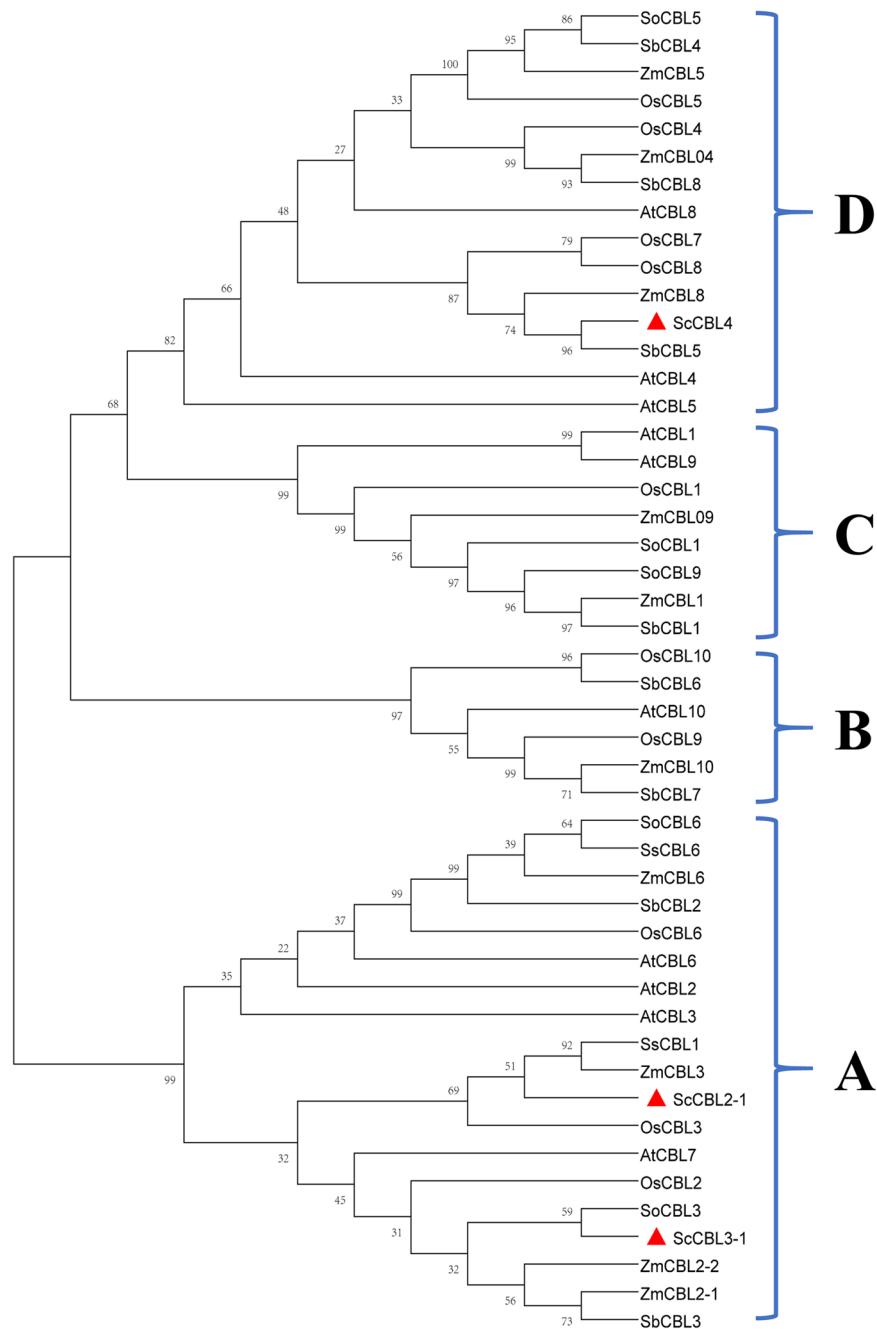 86
SoCBL5
95
SbCBL4
100
ZmCBL5
33
OsCBL5
27
OsCBL4
99
ZmCBL04
93
SbCBL8
48
AtCBL8
79
OsCBL7
OsCBL8
87
ZmCBL8
74
ScCBL4
96
SbCBL5
66
AtCBL4
82
AtCBL5
D
68
99
AtCBL1
AtCBL9
99
OsCBL1
99
ZmCBL09
56
SoCBL1
97
SoCBL9
96
ZmCBL1
97
SbCBL1
C
96
OsCBL10
SbCBL6
97
AtCBL10
55
OsCBL9
99
ZmCBL10
71
SbCBL7
B
64
SoCBL6
39
SsCBL6
99
ZmCBL6
99
SbCBL2
37
OsCBL6
22
AtCBL6
35
AtCBL2
AtCBL3
99
92
SsCBL1
51
ZmCBL3
69
ScCBL2-1
OsCBL3
32
AtCBL7
45
OsCBL2
31
59
SoCBL3
ScCBL3-1
32
ZmCBL2-2
56
ZmCBL2-1
73
SbCBL3
A